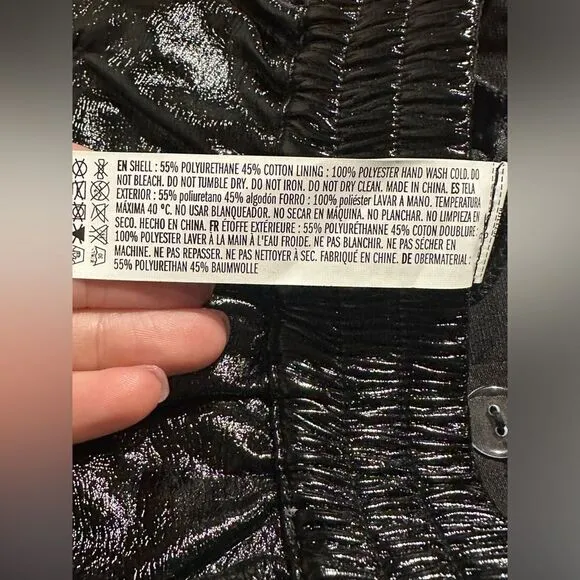 EN SHELL : 55% POLYURETHANE 45% COTTON LINING : 100% POLYESTER HAND WASH COLD. DO
NOT BLEACH. DO NOT TUMBLE DRY. DO NOT IRON. DO NOT DRY CLEAN. MADE IN CHINA. ES TELA
EXTERIOR : 55% poliuretano 45% algodón FORRO : 100% poliéster LAVAR A MANO. TEMPERATURA
MÁXIMA 40 °C. NO USAR BLANQUEADOR. NO SECAR EN MÁQUINA. NO PLANCHAR. NO LIMPIEZA EN
SECO. HECHO EN CHINA. FR ÉTOFFE EXTÉRIEURE : 55% POLYURÉTHANNE 45% COTON DOUBLURE :
100% POLYESTER LAVER À LA MAIN À L'EAU FROIDE. NE PAS BLANCHIR. NE PAS SÉCHER EN
MACHINE. NE PAS REPASSER. NE PAS NETTOYER À SEC. FABRIQUÉ EN CHINE. DE OBERMATERIAL :
55% POLYURETHAN 45% BAUMWOLLE